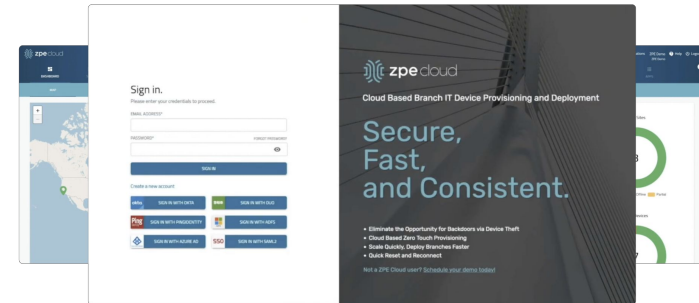 zpe cloud
DASHBOARD
MAP
Sign in.
Please enter your credentials to proceed.
EMAIL ADDRESS*
PASSWORD*
FORGOT PASSWORD?
SIGN IN
Create a new account
okta SIGN IN WITH OKTA
DUO SIGN IN WITH DUO
Ping SIGN IN WITH PINGIDENTITY
SIGN IN WITH ADFS
SIGN IN WITH AZURE AD
SSO SIGN IN WITH SAML2
zpe cloud
Cloud Based Branch IT Device Provisioning and Deployment
Secure,
Fast,
and Consistent.
• Eliminate the Opportunity for Backdoors via Device Theft
• Cloud Based Zero Touch Provisioning
• Scale Quickly, Deploy Branches Faster
• Quick Reset and Reconnect
Not a ZPE Cloud user? Schedule your demo today!
ZPE Demo
Help